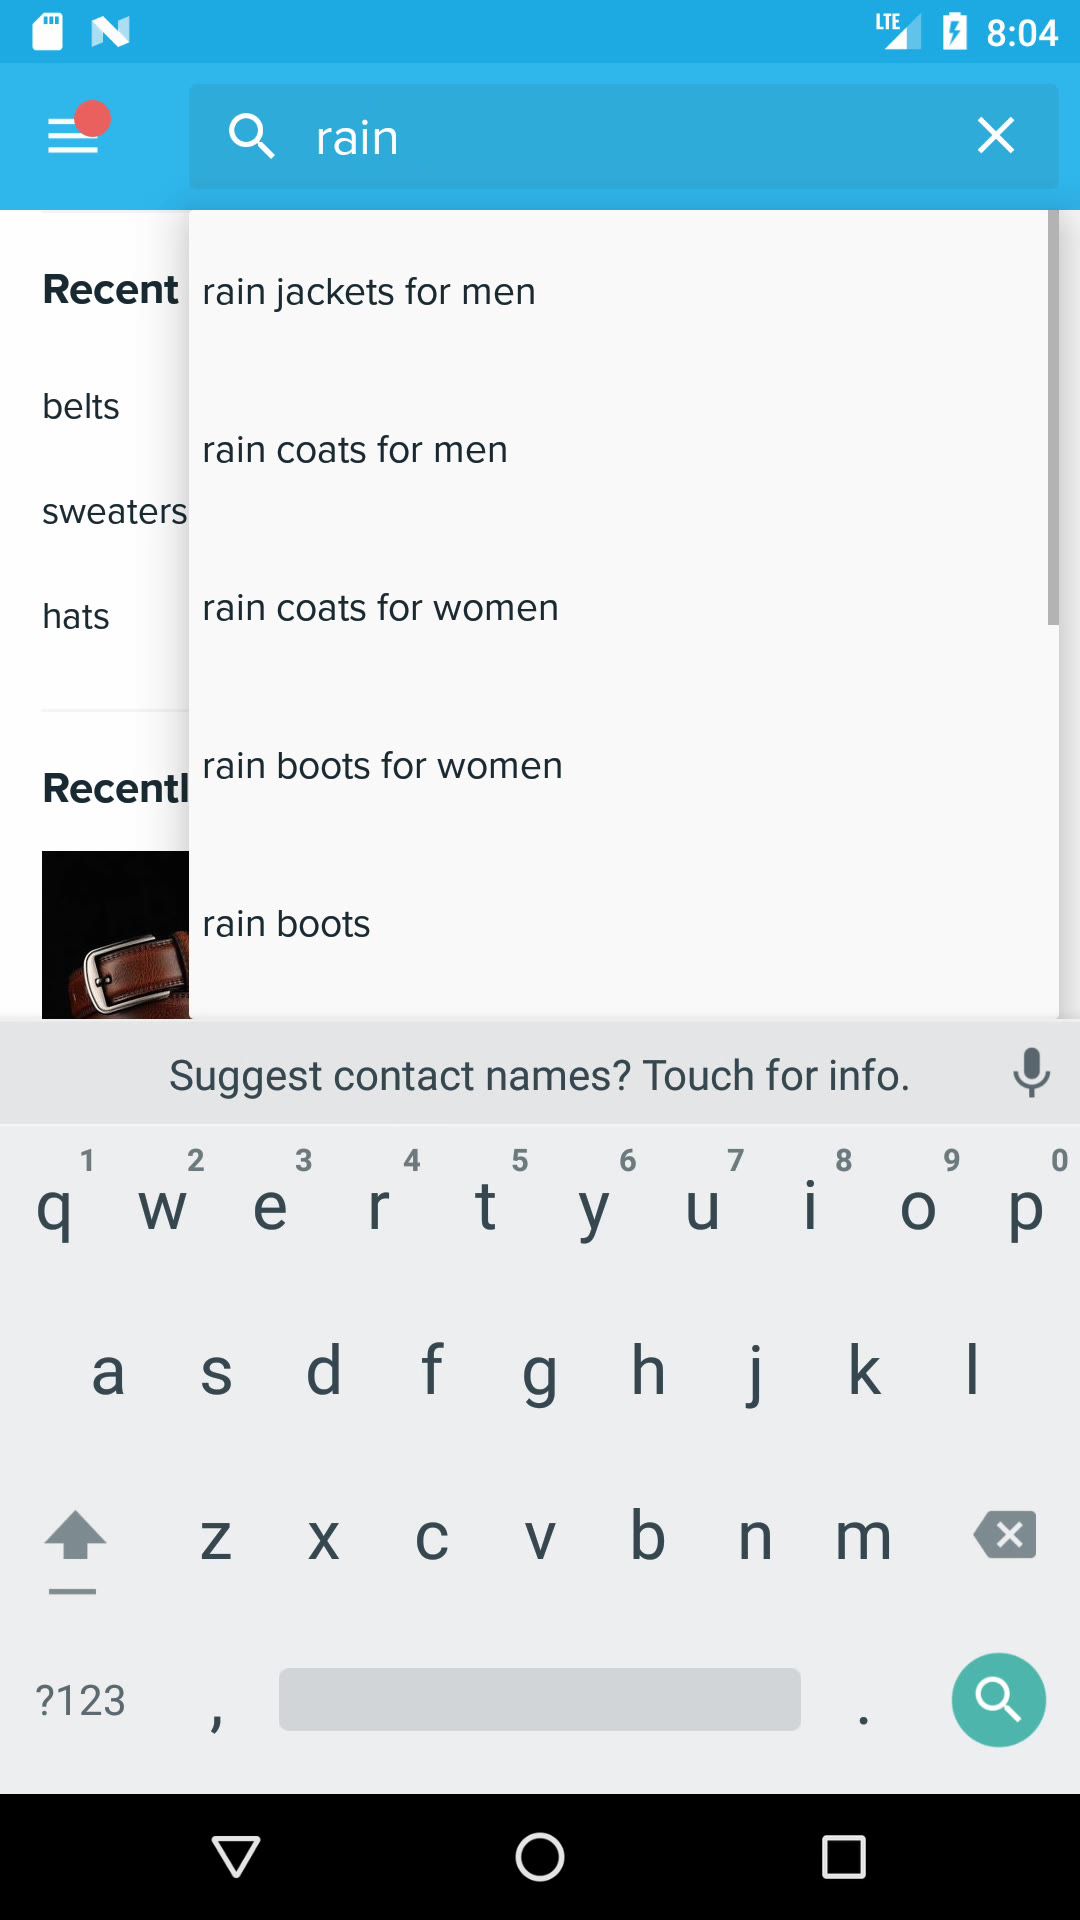 LTE 8:04
rain
Recent
rain jackets for men
belts
rain coats for men
sweaters
rain coats for women
hats
rain boots for women
Recentl
rain boots
Suggest contact names? Touch for info.
1 2 3 4 5 6 7 8 9 0
q w e r t y u i o p
a s d f g h j k l
z x c v b n m
?123 , .